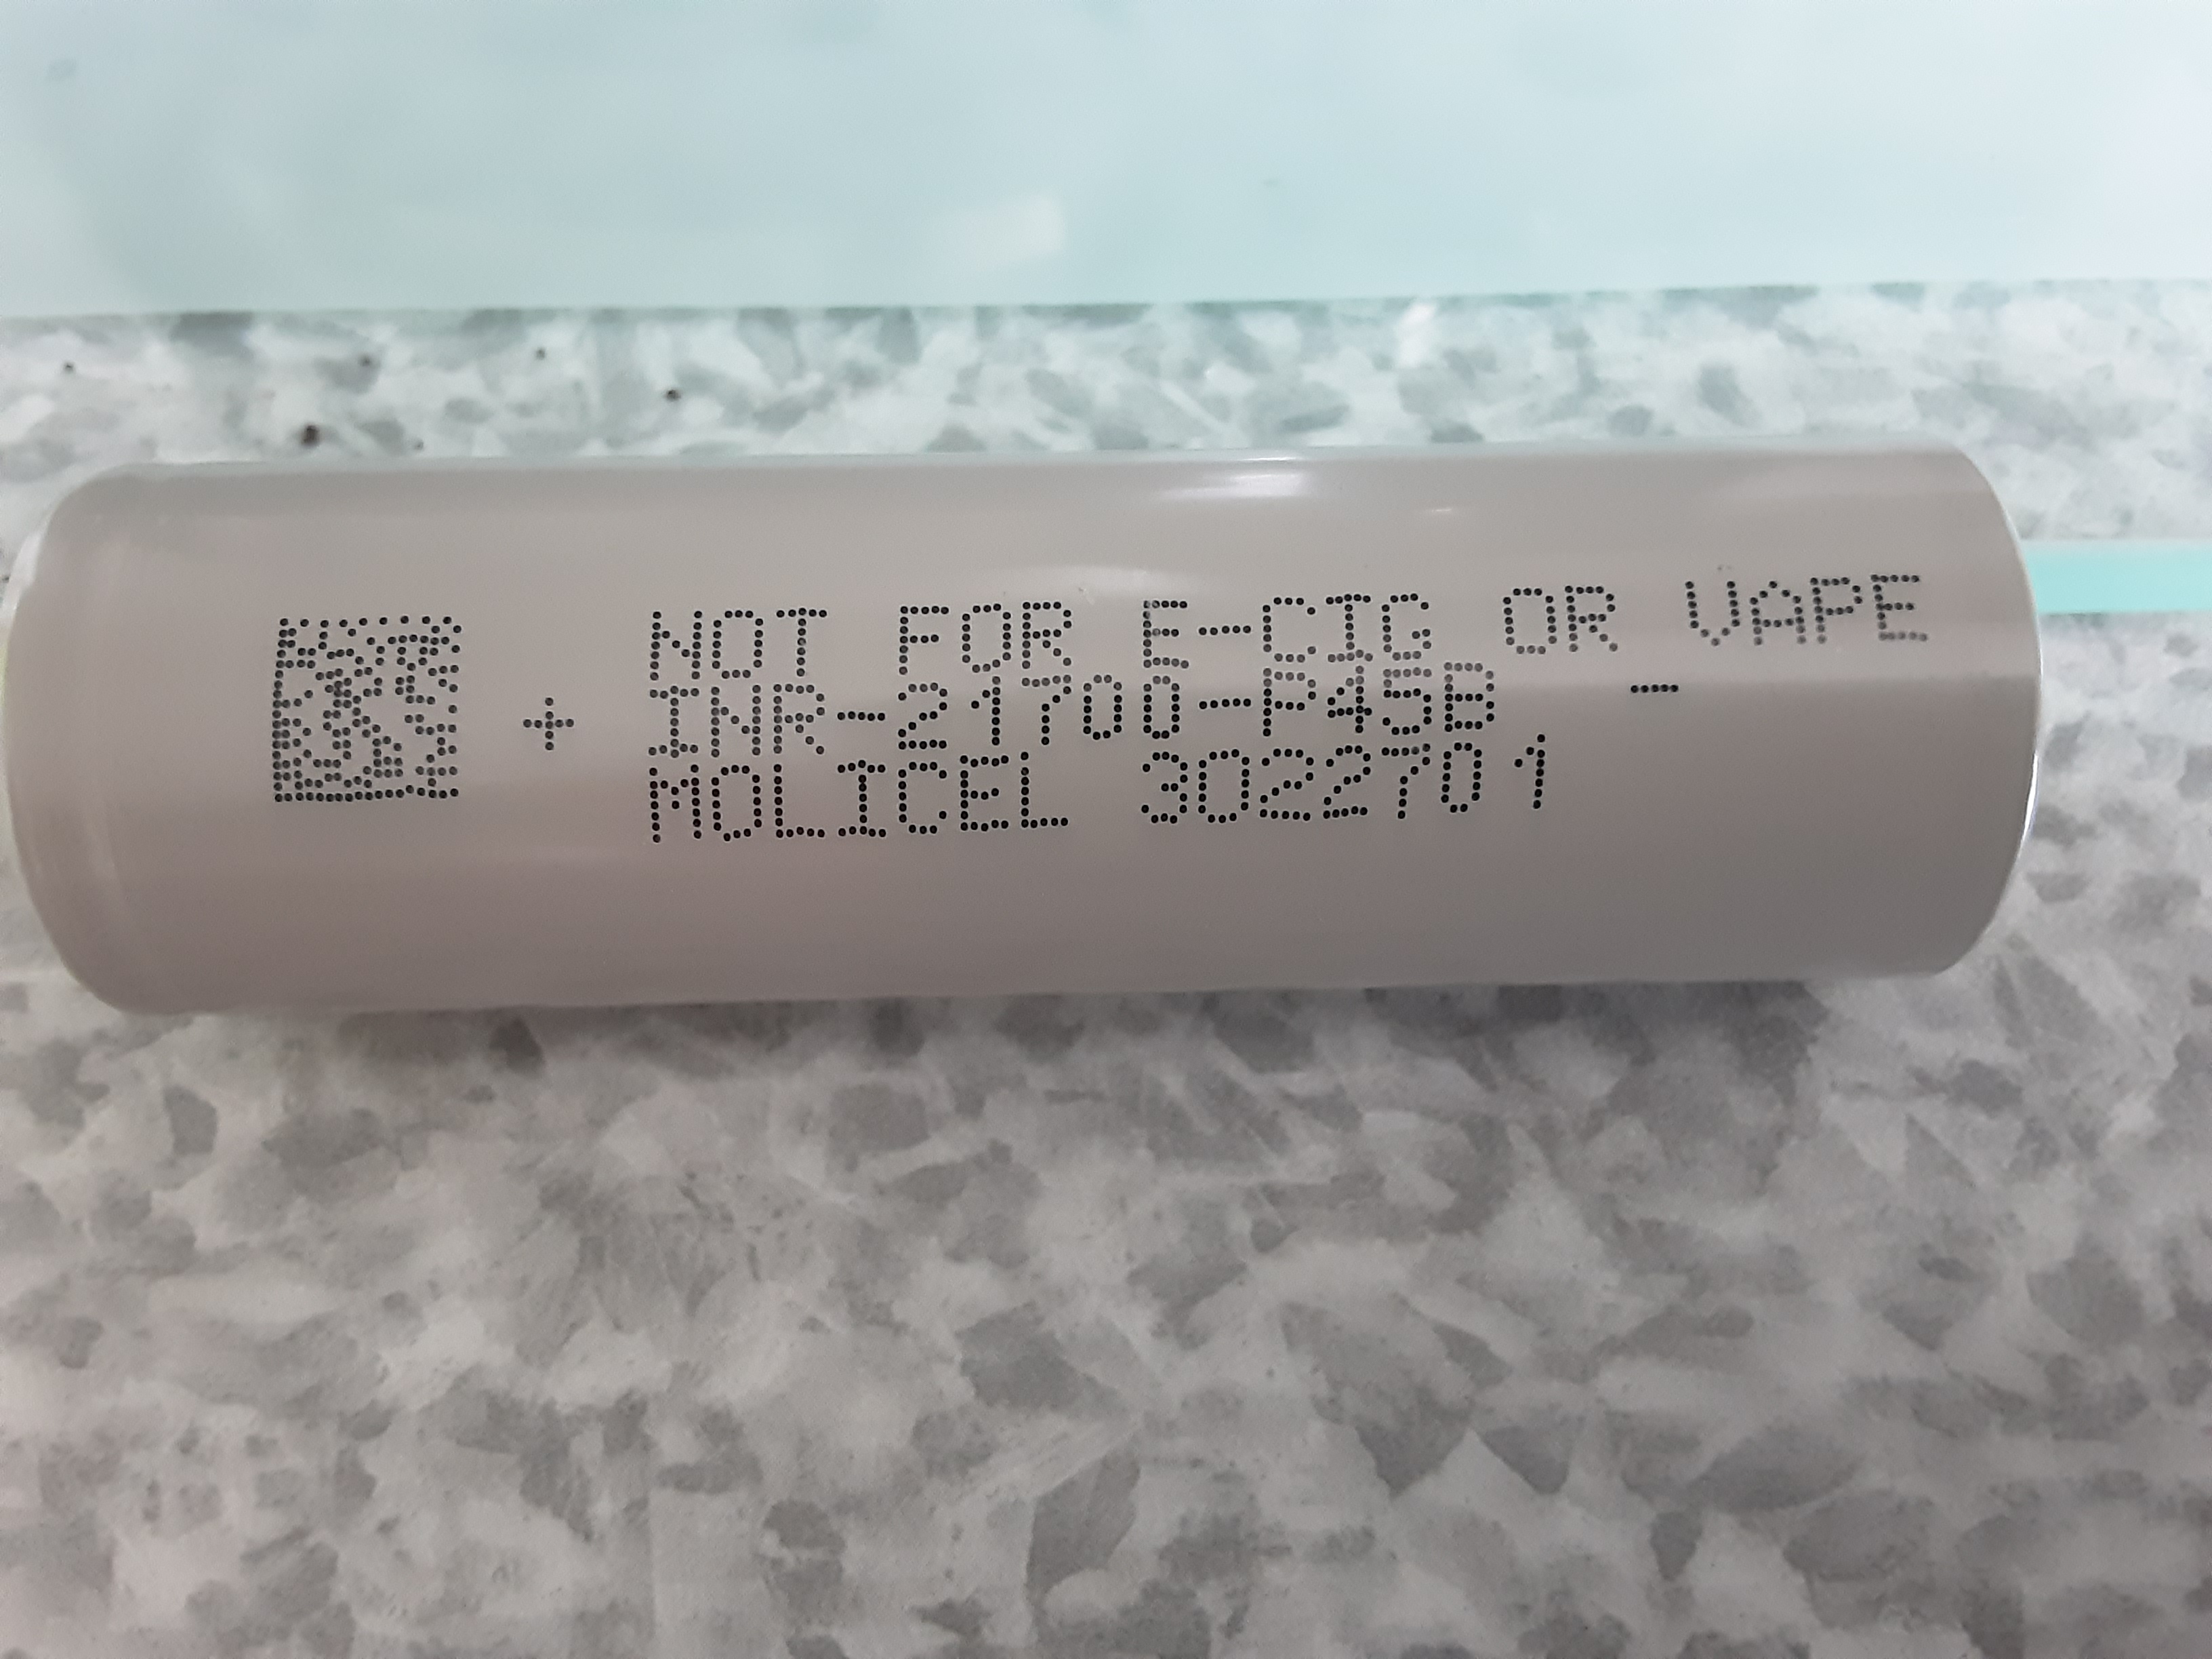 NOT FOR E-CIG OR VAPE
+ INR-21700-P45B -
MOLICEL 3022701